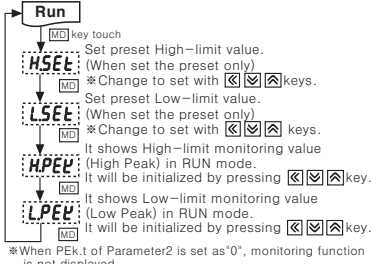 Run
MD key touch
H.SEt
Set preset High-limit value.
(When set the preset only)
※Change to set with keys.
MD
L.SEt
Set preset Low-limit value.
(When set the preset only)
※Change to set with keys.
MD
H.PEK
It shows High-limit monitoring value
(High Peak) in RUN mode.
It will be initialized by pressing key.
MD
L.PEK
It shows Low-limit monitoring value
(Low Peak) in RUN mode.
It will be initialized by pressing key.
MD
※When PEk.t of Parameter2 is set as"0", monitoring function
is not displayed